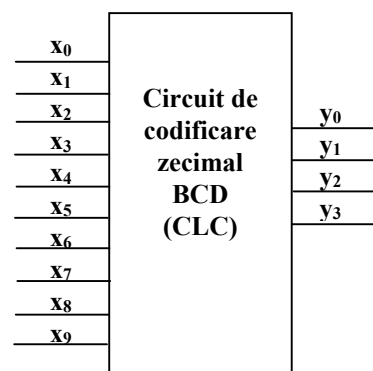 x₀
x₁
x₂
x₃
x₄
x₅
x₆
x₇
x₈
x₉
Circuit de
codificare
zecimal
BCD
(CLC)
y₀
y₁
y₂
y₃